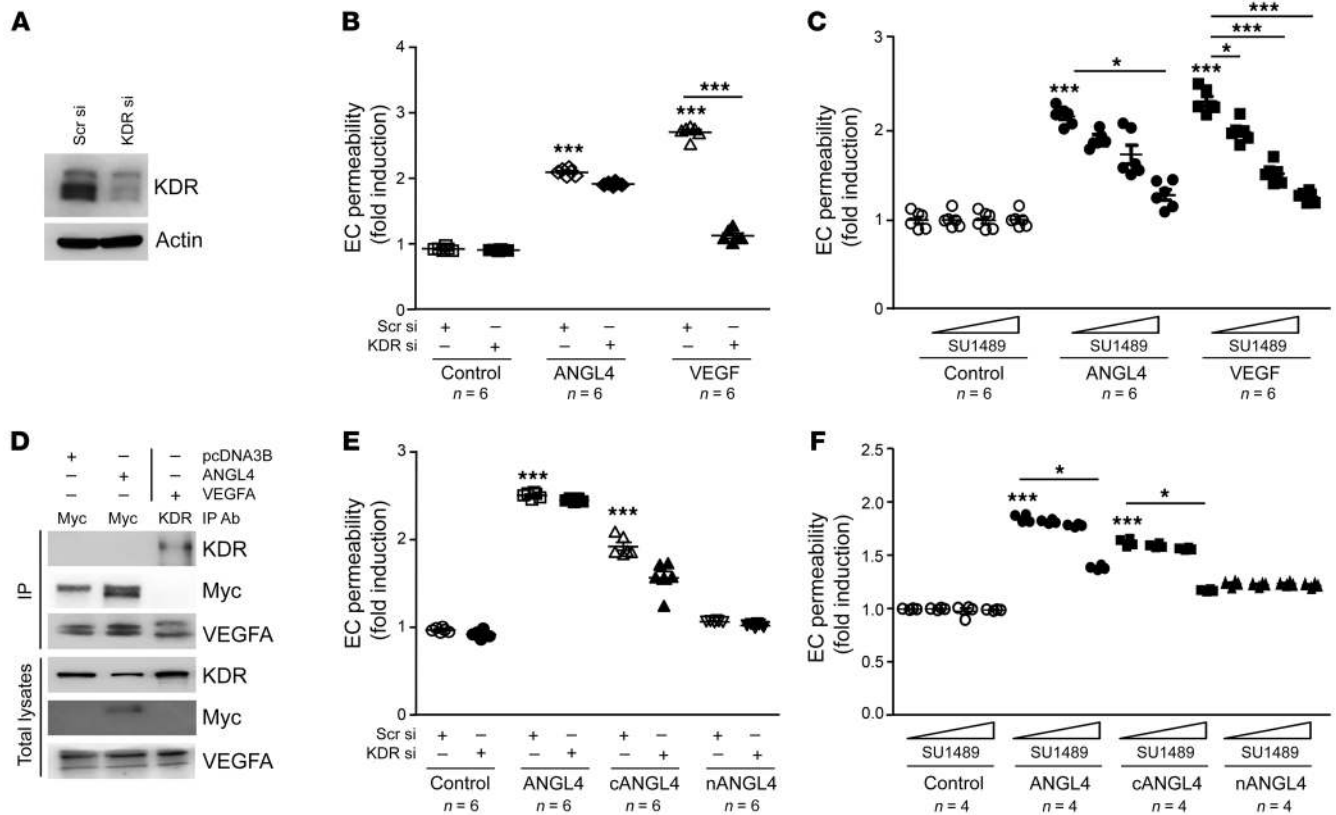 A
Scr si
KDR si
KDR
Actin
B
EC permeability
(fold induction)
4
3
2
1
0
***
***
***
Scr si + – + – + –
KDR si – + – + – +
Control ANGL4 VEGF
n = 6 n = 6 n = 6
C
EC permeability
(fold induction)
3
2
1
0
***
*
***
***
*
***
SU1489 SU1489 SU1489
Control ANGL4 VEGF
n = 6 n = 6 n = 6
D
+ – – pcDNA3B
– + – ANGL4
– – + VEGFA
Myc Myc KDR IP Ab
IP
KDR
Myc
VEGFA
Total lysates
KDR
Myc
VEGFA
E
EC permeability
(fold induction)
3
2
1
0
***
***
Scr si + – + – + – + –
KDR si – + – + – + – +
Control ANGL4 cANGL4 nANGL4
n = 6 n = 6 n = 6 n = 6
F
EC permeability
(fold induction)
2.5
2.0
1.5
1.0
0.5
0.0
***
*
***
*
SU1489 SU1489 SU1489 SU1489
Control ANGL4 cANGL4 nANGL4
n = 4 n = 4 n = 4 n = 4